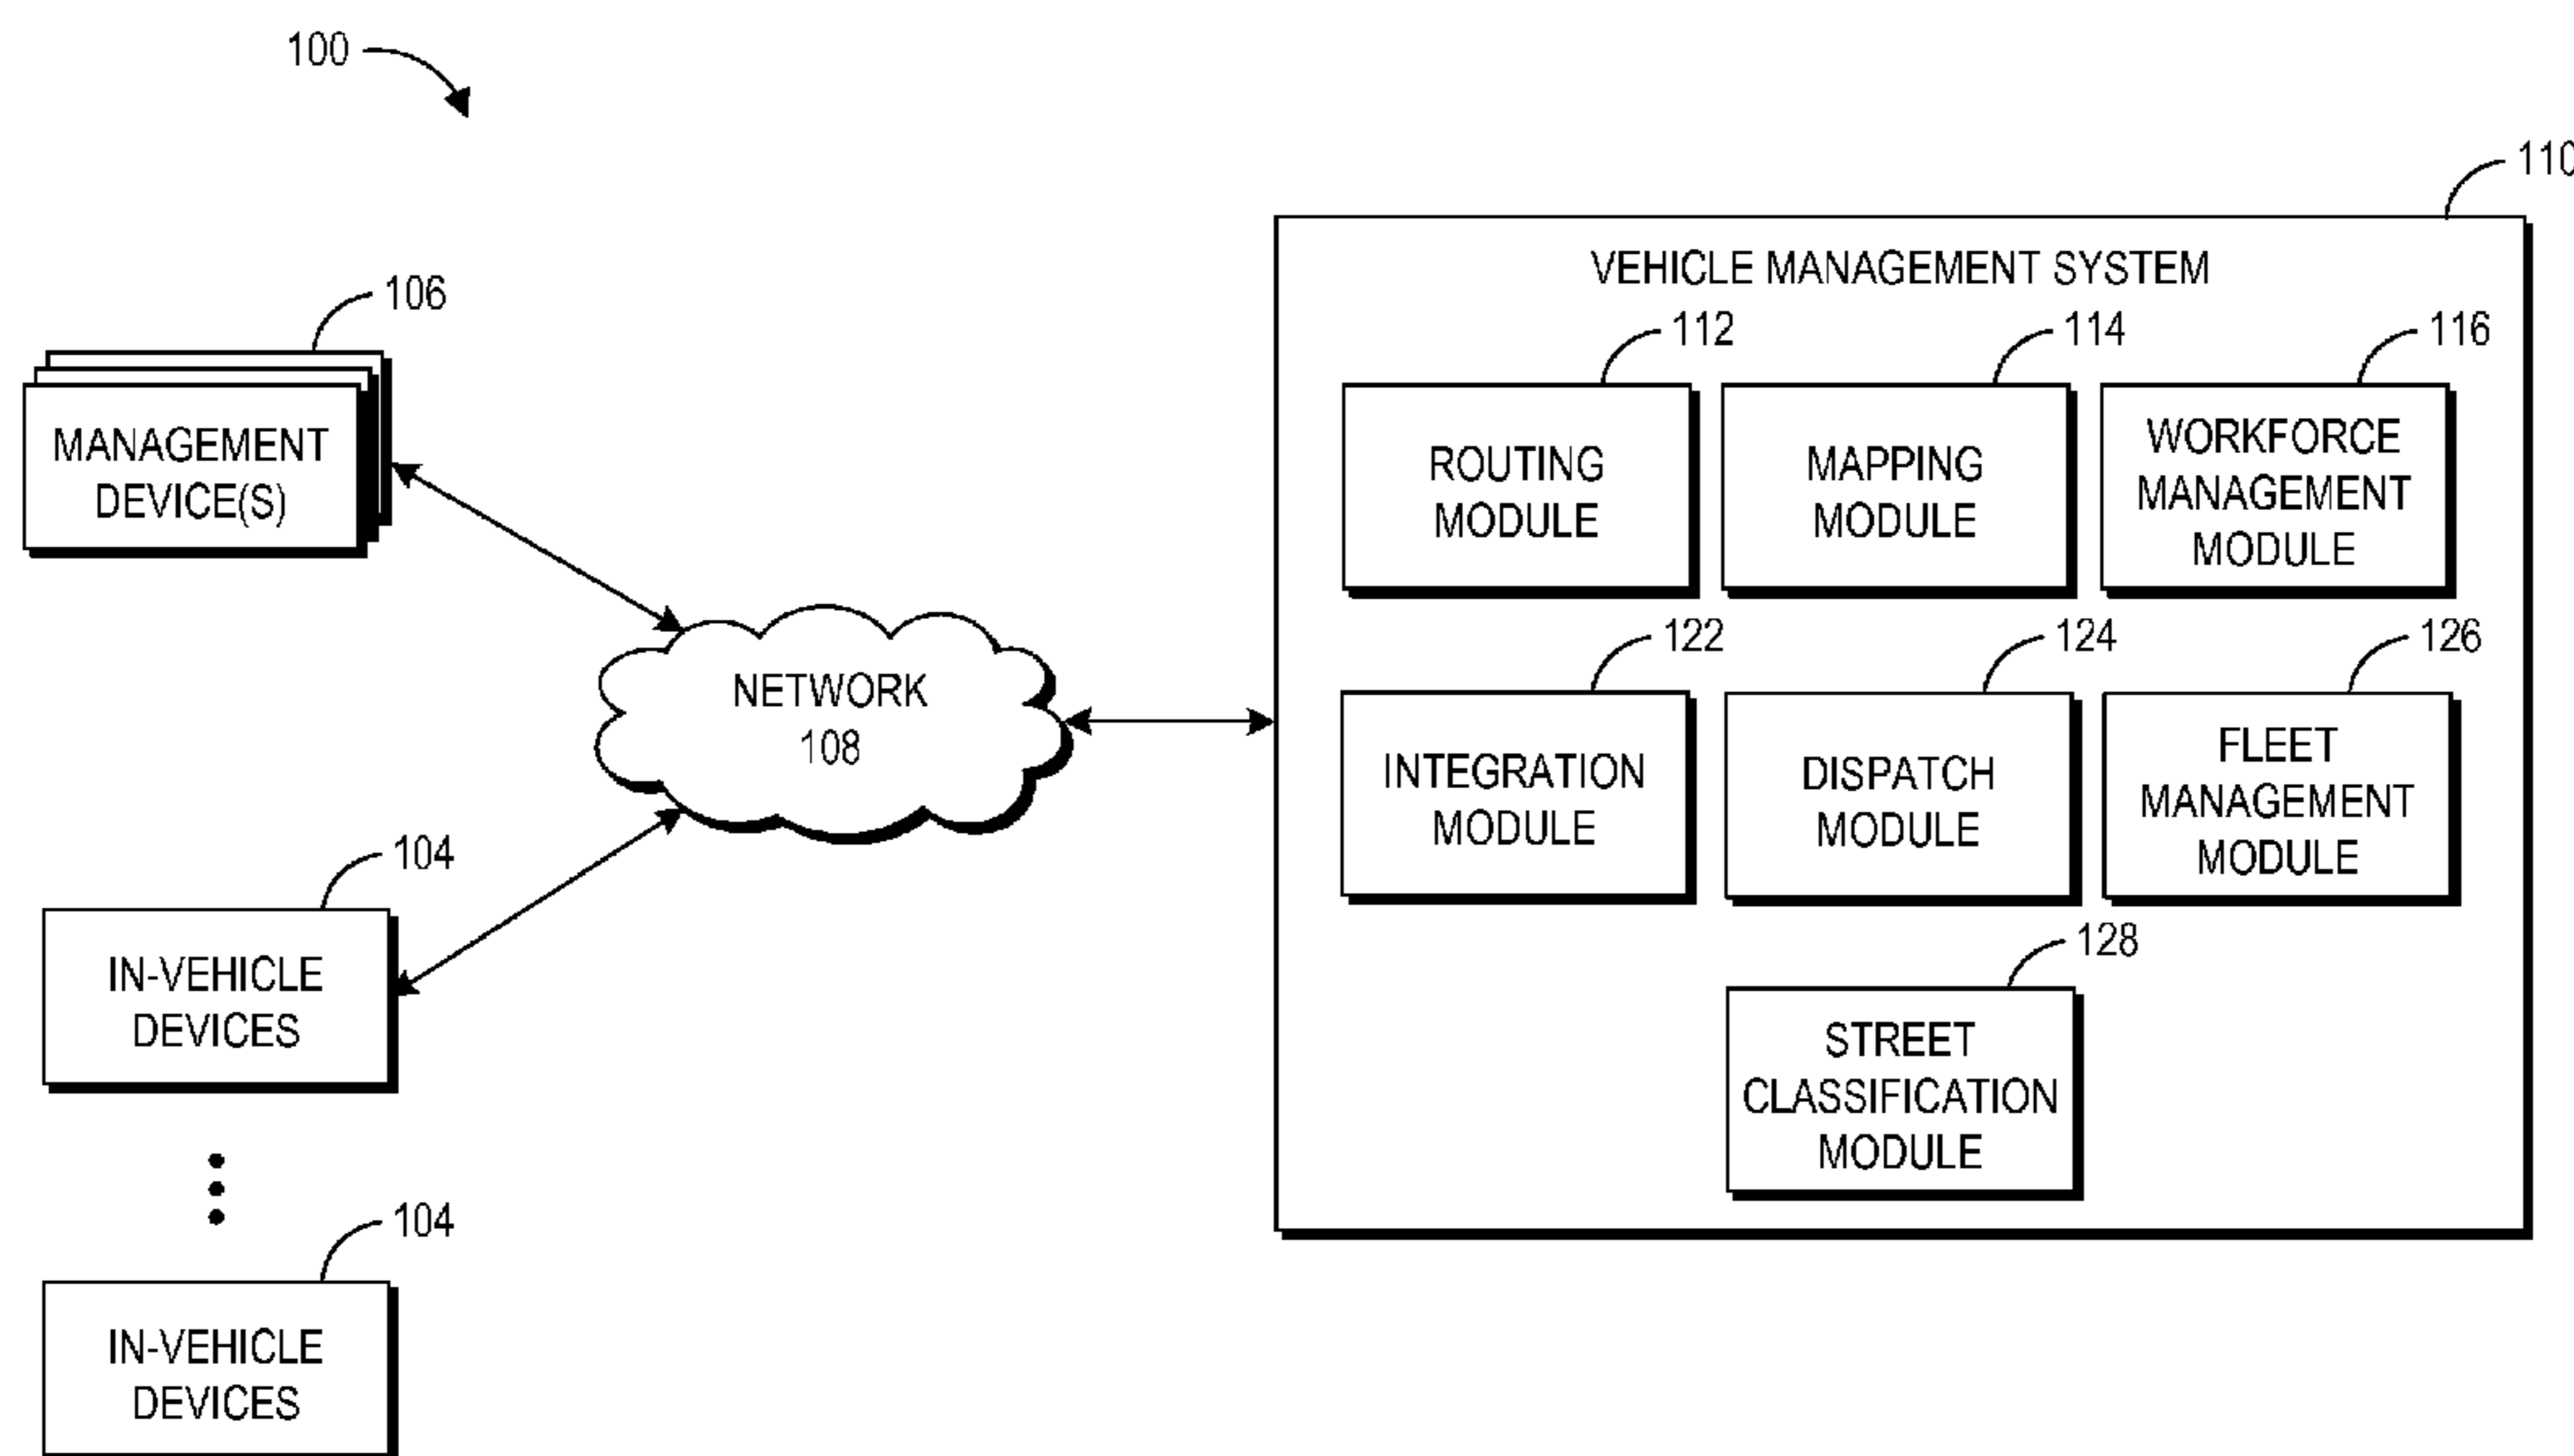 100
110
VEHICLE MANAGEMENT SYSTEM
106
112
114
116
MANAGEMENT
DEVICE(S)
ROUTING
MODULE
MAPPING
MODULE
WORKFORCE
MANAGEMENT
MODULE
NETWORK
108
122
124
126
INTEGRATION
MODULE
DISPATCH
MODULE
FLEET
MANAGEMENT
MODULE
104
IN-VEHICLE
DEVICES
128
STREET
CLASSIFICATION
MODULE
104
IN-VEHICLE
DEVICES